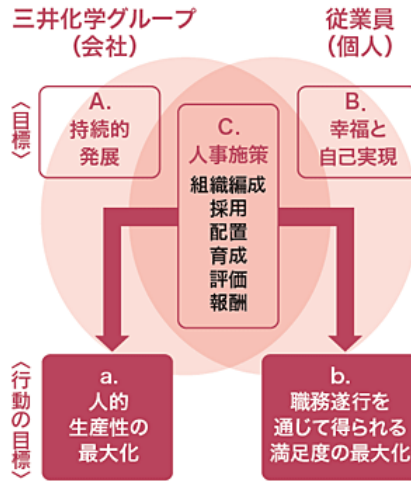 三井化学グループ
（会社）
従業員
（個人）
〈目標〉
A.
持続的
発展
C.
人事施策
組織編成
採用
配置
育成
評価
報酬
B.
幸福と
自己実現
〈行動の目標〉
a.
人的
生産性の
最大化
b.
職務遂行を
通じて得られる
満足度の最大化